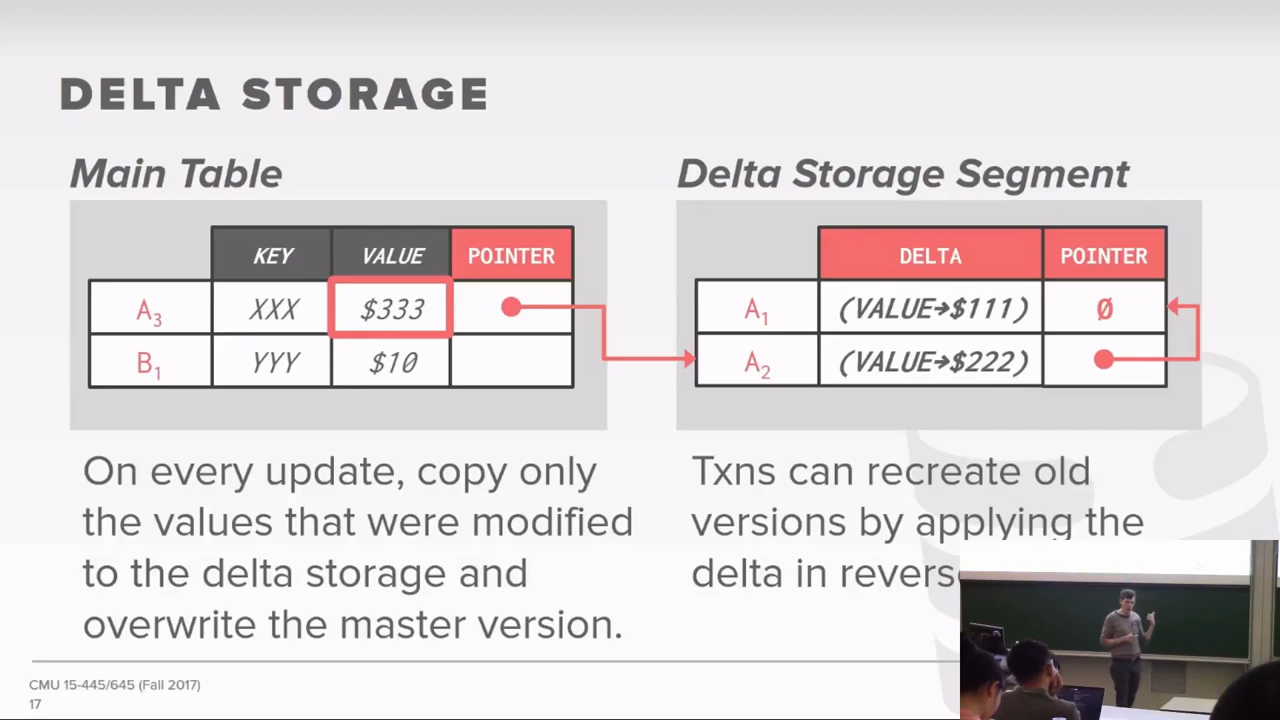 DELTA STORAGE
Main Table
KEY VALUE POINTER
A3 XXX $333
B1 YYY $10
On every update, copy only
the values that were modified
to the delta storage and
overwrite the master version.
Delta Storage Segment
DELTA POINTER
A1 (VALUE→$111) Ø
A2 (VALUE→$222)
Txns can recreate old
versions by applying the
delta in revers
CMU 15-445/645 (Fall 2017)
17